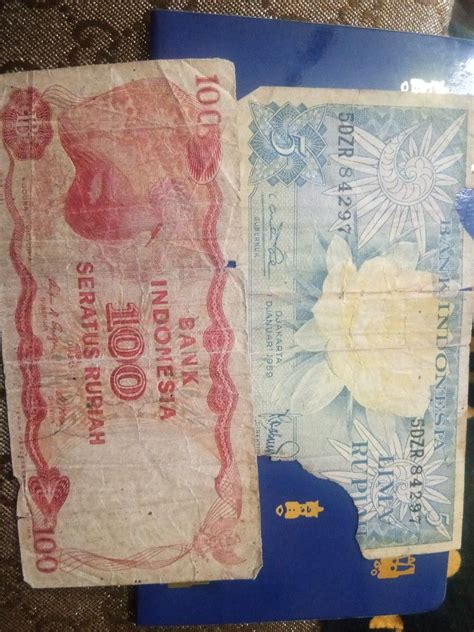 100
BANK
INDONESIA
100
SERATUS RUPIAH
100
5
5DZR 84297
GUBERNUR
DJAKARTA
DJANUARI 1959
BANK INDONESIA
LIMA
5DZR 84297
5